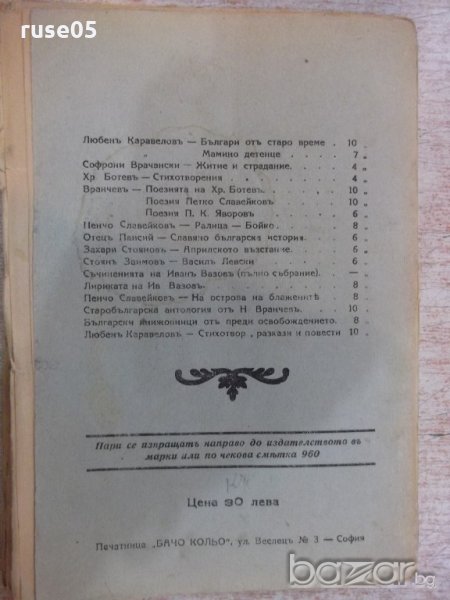 ruse05
Любенъ Каравеловъ — Българи отъ старо време . 10 „
„ Мамино детенце . . . . 7 „
Софрони Врачански — Житие и страдание. . . 4 „
Хр. Ботевъ — Стихотворения . . . . . . . 4 „
Вранчевъ — Поезията на Хр. Ботевъ. . . . . 10 „
„ Поезия Петко Славейковъ . . . 10 „
„ Поезия П. К. Яворовъ . . . . 6 „
Пенчо Славейковъ — Ралица — Бойко. . . . 8 „
Отецъ Паисий — Славяно българска история. . 6 „
Захари Стояновъ — Априлското възстание. . . 6 „
Стоянъ Заимовъ — Василъ Левски . . . . . 6 „
Съчиненията на Иванъ Вазовъ (пълно събрание). — „
Лириката на Ив. Вазовъ. . . . . . . . 8 „
Пенчо Славейковъ — На острова на блаженитѣ 8 „
Старобългарска антология отъ Н Вранчевъ. . . 10 „
Български книжовници отъ преди освобождението. 8 „
Любенъ Каравеловъ — Стихотвор , разкази и повести 10 „
Пари се изпращатъ направо до издателството въ
марки или по чекова смѣтка 960
Цена 30 лева
Печатница „БАЧО КОЛЬО", ул. Веслецъ № 3 — София
bazar.bg